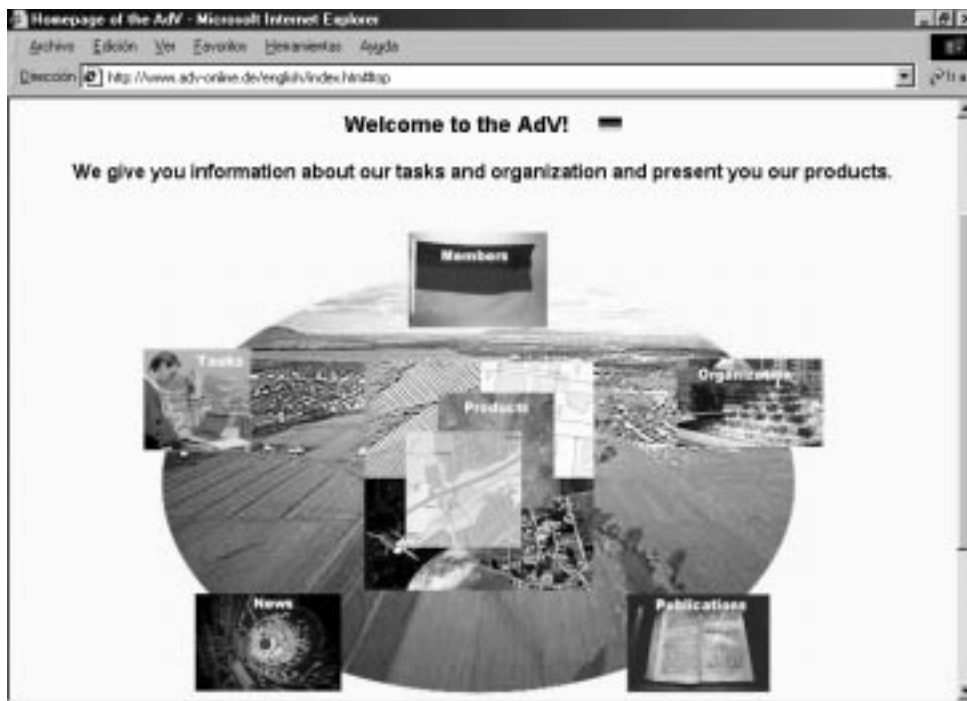 Homepage of the AdV - Microsoft Internet Explorer
Archivo Edición Ver Favoritos Herramientas Ayuda
Dirección http://www.adv-online.de/english/index.htm#top
Ir a
Welcome to the AdV!
We give you information about our tasks and organization and present you our products.
Members
Tasks
Organization
Products
News
Publications